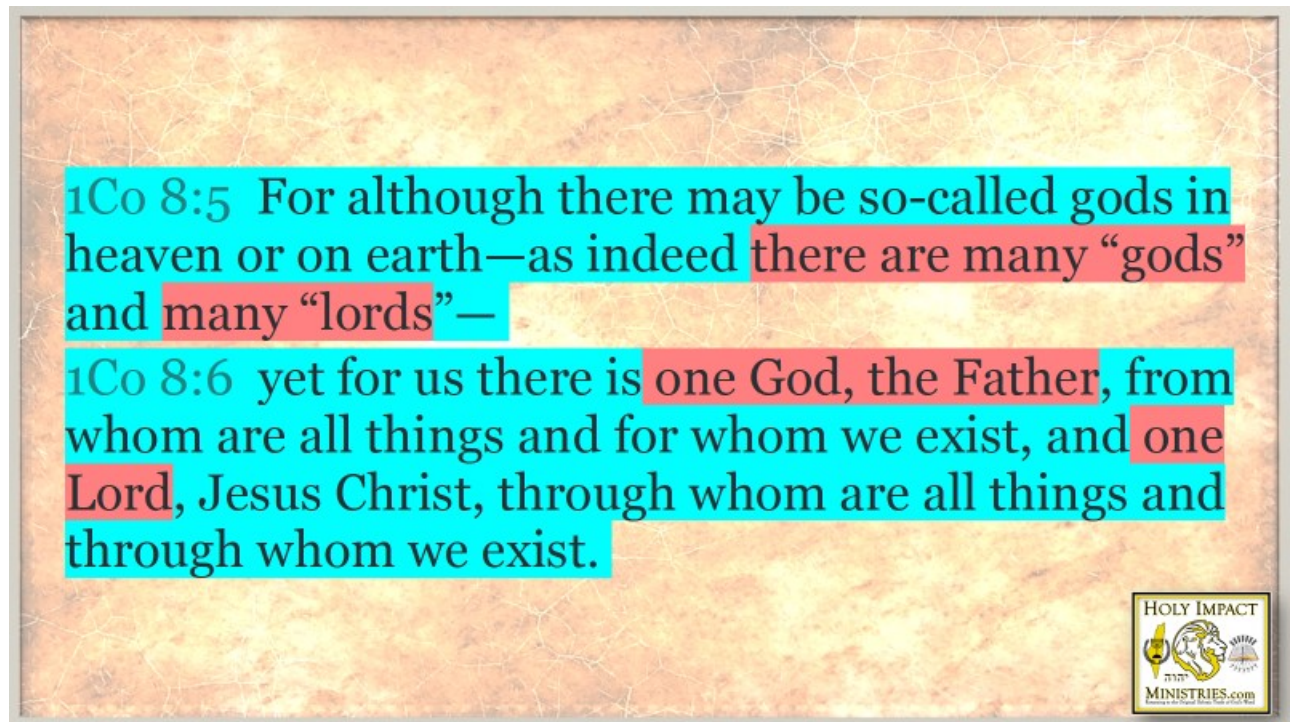 1Co 8:5 For although there may be so-called gods in
heaven or on earth—as indeed there are many “gods”
and many “lords”—
1Co 8:6 yet for us there is one God, the Father, from
whom are all things and for whom we exist, and one
Lord, Jesus Christ, through whom are all things and
through whom we exist.
HOLY IMPACT
יהוה
MINISTRIES.com